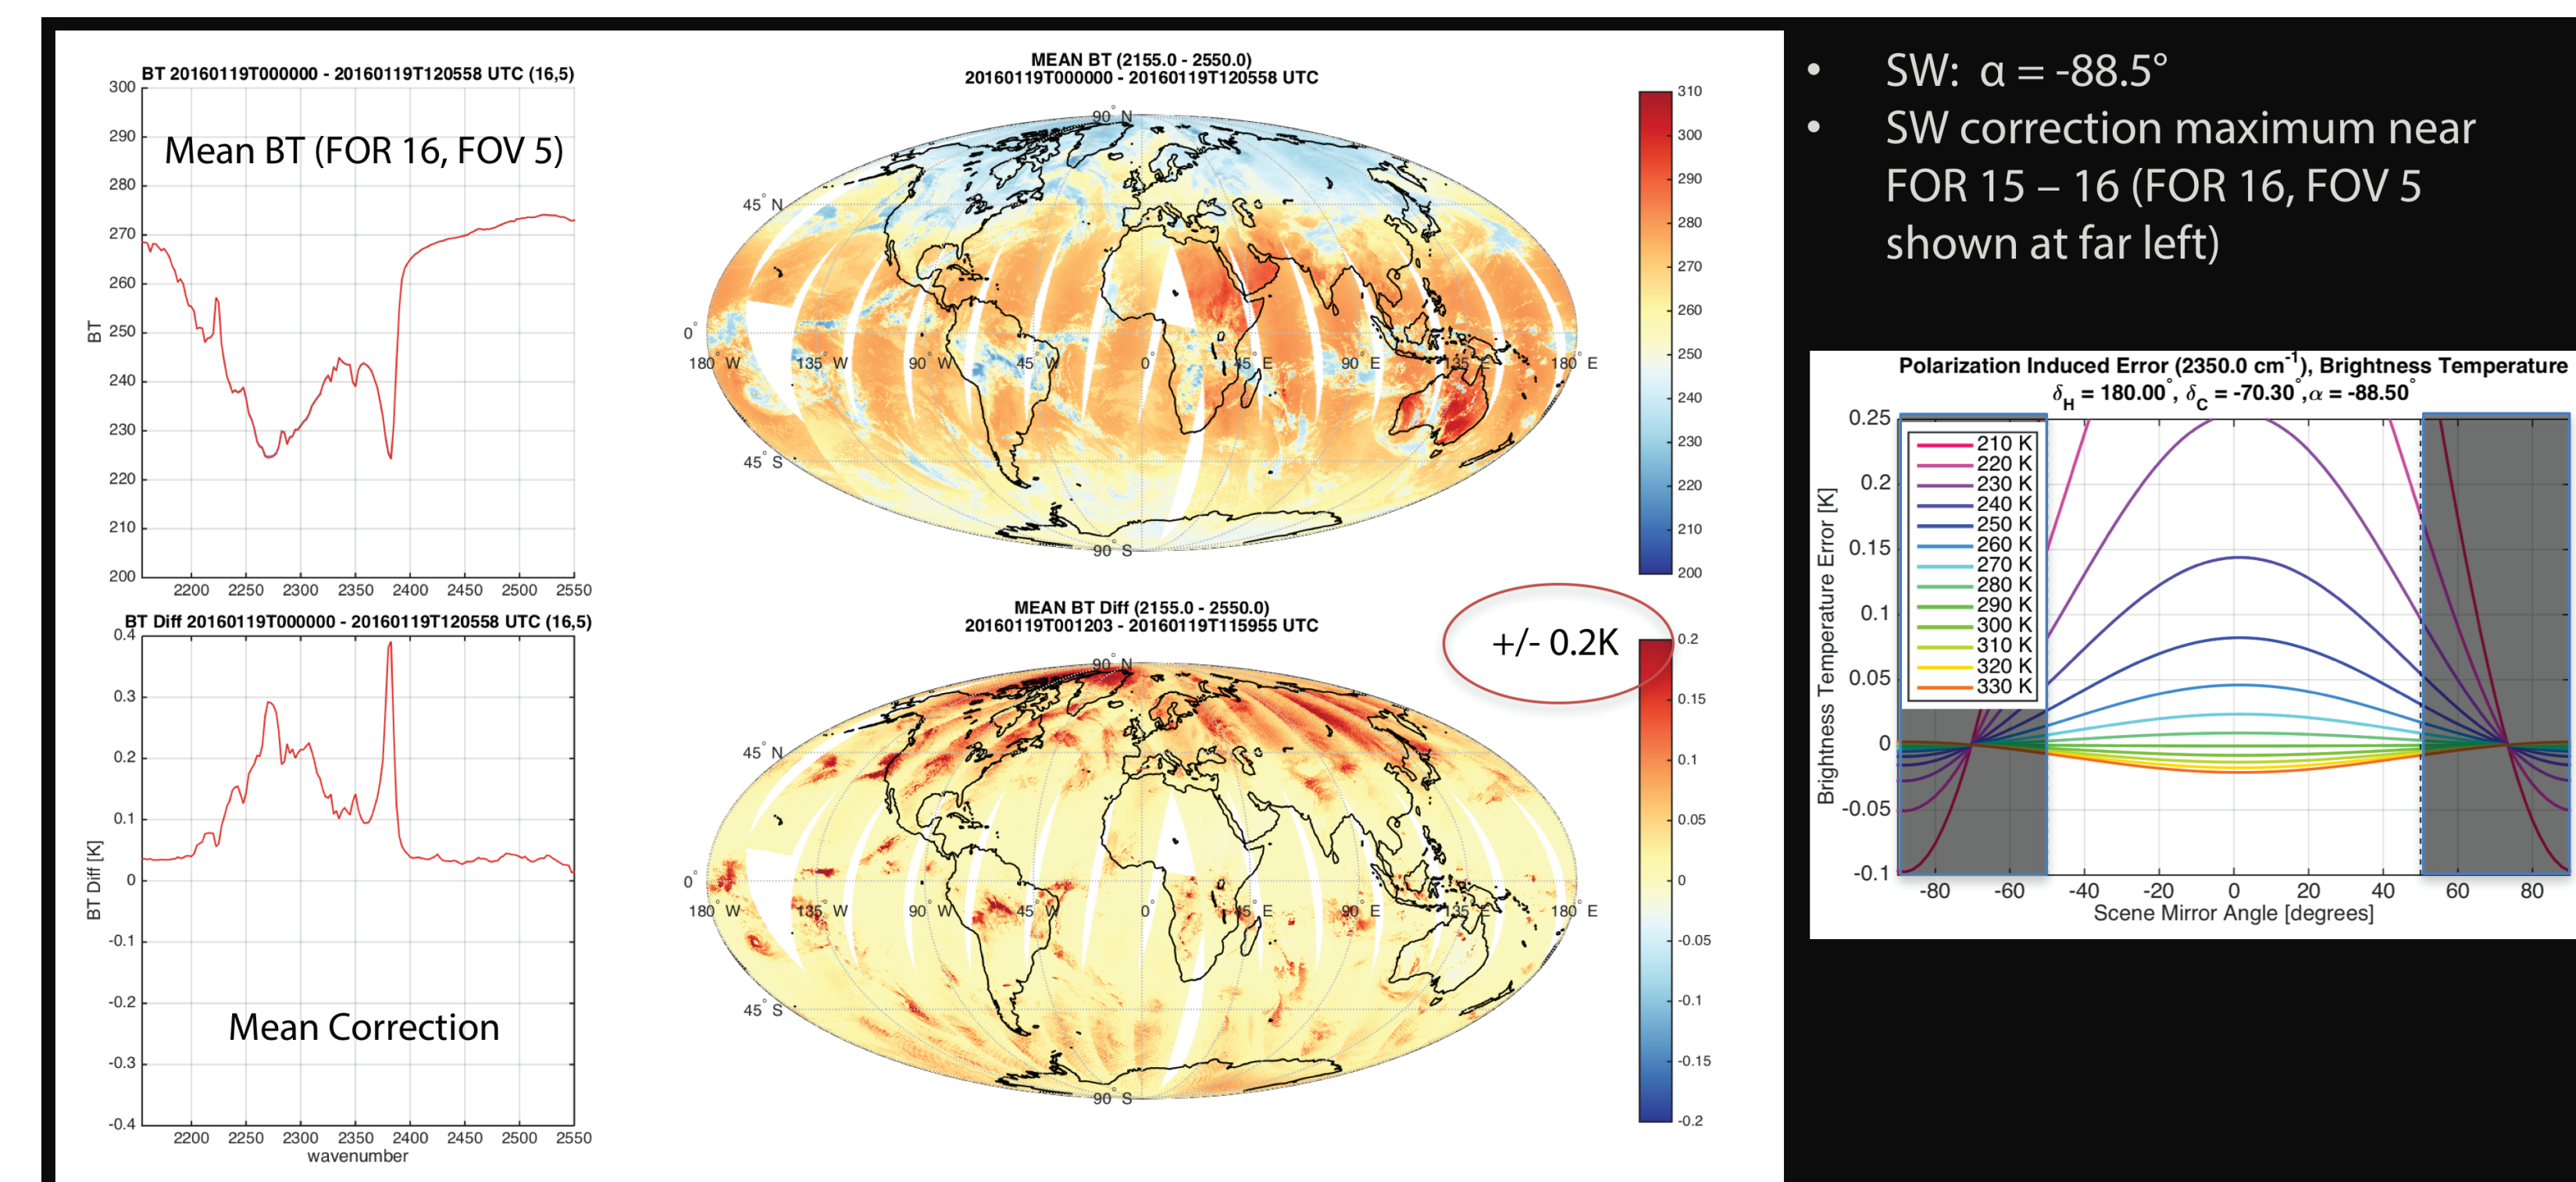 BT 20160119T000000 - 20160119T120558 UTC (16,5)
Mean BT (FOR 16, FOV 5)
BT
300
290
280
270
260
250
240
230
220
210
200
2200 2250 2300 2350 2400 2450 2500 2550
BT Diff 20160119T000000 - 20160119T120558 UTC (16,5)
Mean Correction
BT Diff [K]
0.4
0.3
0.2
0.1
0
-0.1
-0.2
-0.3
-0.4
2200 2250 2300 2350 2400 2450 2500 2550
wavenumber
MEAN BT (2155.0 - 2550.0)
20160119T000000 - 20160119T120558 UTC
90° N
45° N
0°
180° W 135° W 90° W 45° W 0° 45° E 90° E 135° E 180° E
45° S
90° S
310
300
290
280
270
260
250
240
230
220
210
200
MEAN BT Diff (2155.0 - 2550.0)
20160119T001203 - 20160119T115955 UTC
+/- 0.2K
90° N
45° N
0°
180° W 135° W 90° W 45° W 0° 45° E 90° E 135° E 180° E
45° S
90° S
0.2
0.15
0.1
0.05
0
-0.05
-0.1
-0.15
-0.2
• SW: α = -88.5°
• SW correction maximum near
FOR 15 – 16 (FOR 16, FOV 5
shown at far left)
Polarization Induced Error (2350.0 cm-1), Brightness Temperature
δH = 180.00°, δC = -70.30°,α = -88.50°
Brightness Temperature Error [K]
0.25
0.2
0.15
0.1
0.05
0
-0.05
-0.1
210 K
220 K
230 K
240 K
250 K
260 K
270 K
280 K
290 K
300 K
310 K
320 K
330 K
-80 -60 -40 -20 0 20 40 60 80
Scene Mirror Angle [degrees]